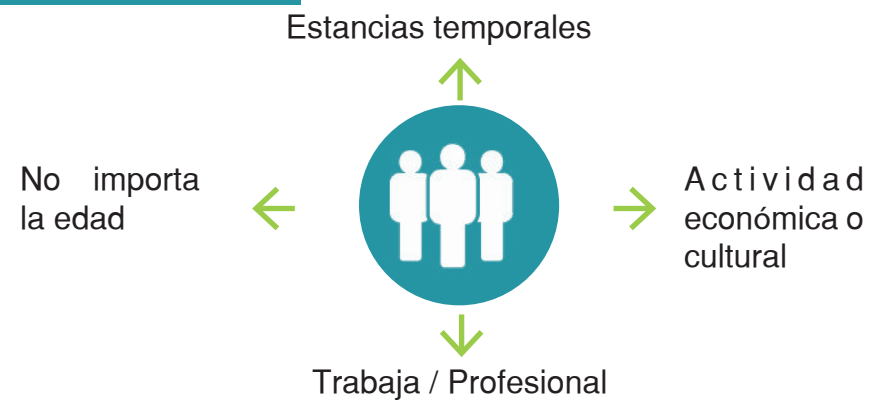 Estancias temporales
No importa
la edad
Actividad
económica o
cultural
Trabaja / Profesional